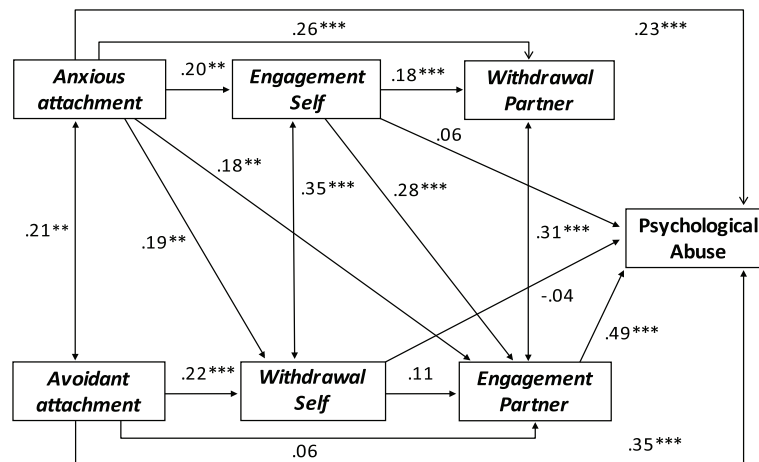 .26***
.23***
Anxious
attachment
.20**
Engagement
Self
.18***
Withdrawal
Partner
.06
.18**
.35***
.28***
.21**
.19**
.31***
Psychological
Abuse
-.04
.49***
Avoidant
attachment
.22***
Withdrawal
Self
.11
Engagement
Partner
.06
.35***